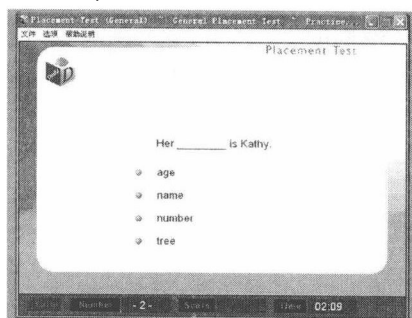 Placement Test (General) - General Placement Test - Practice...
文件 选项 帮助说明
Placement Test
Her ________ is Kathy.
age
name
number
tree
Number - 2 - Score Time 02:09